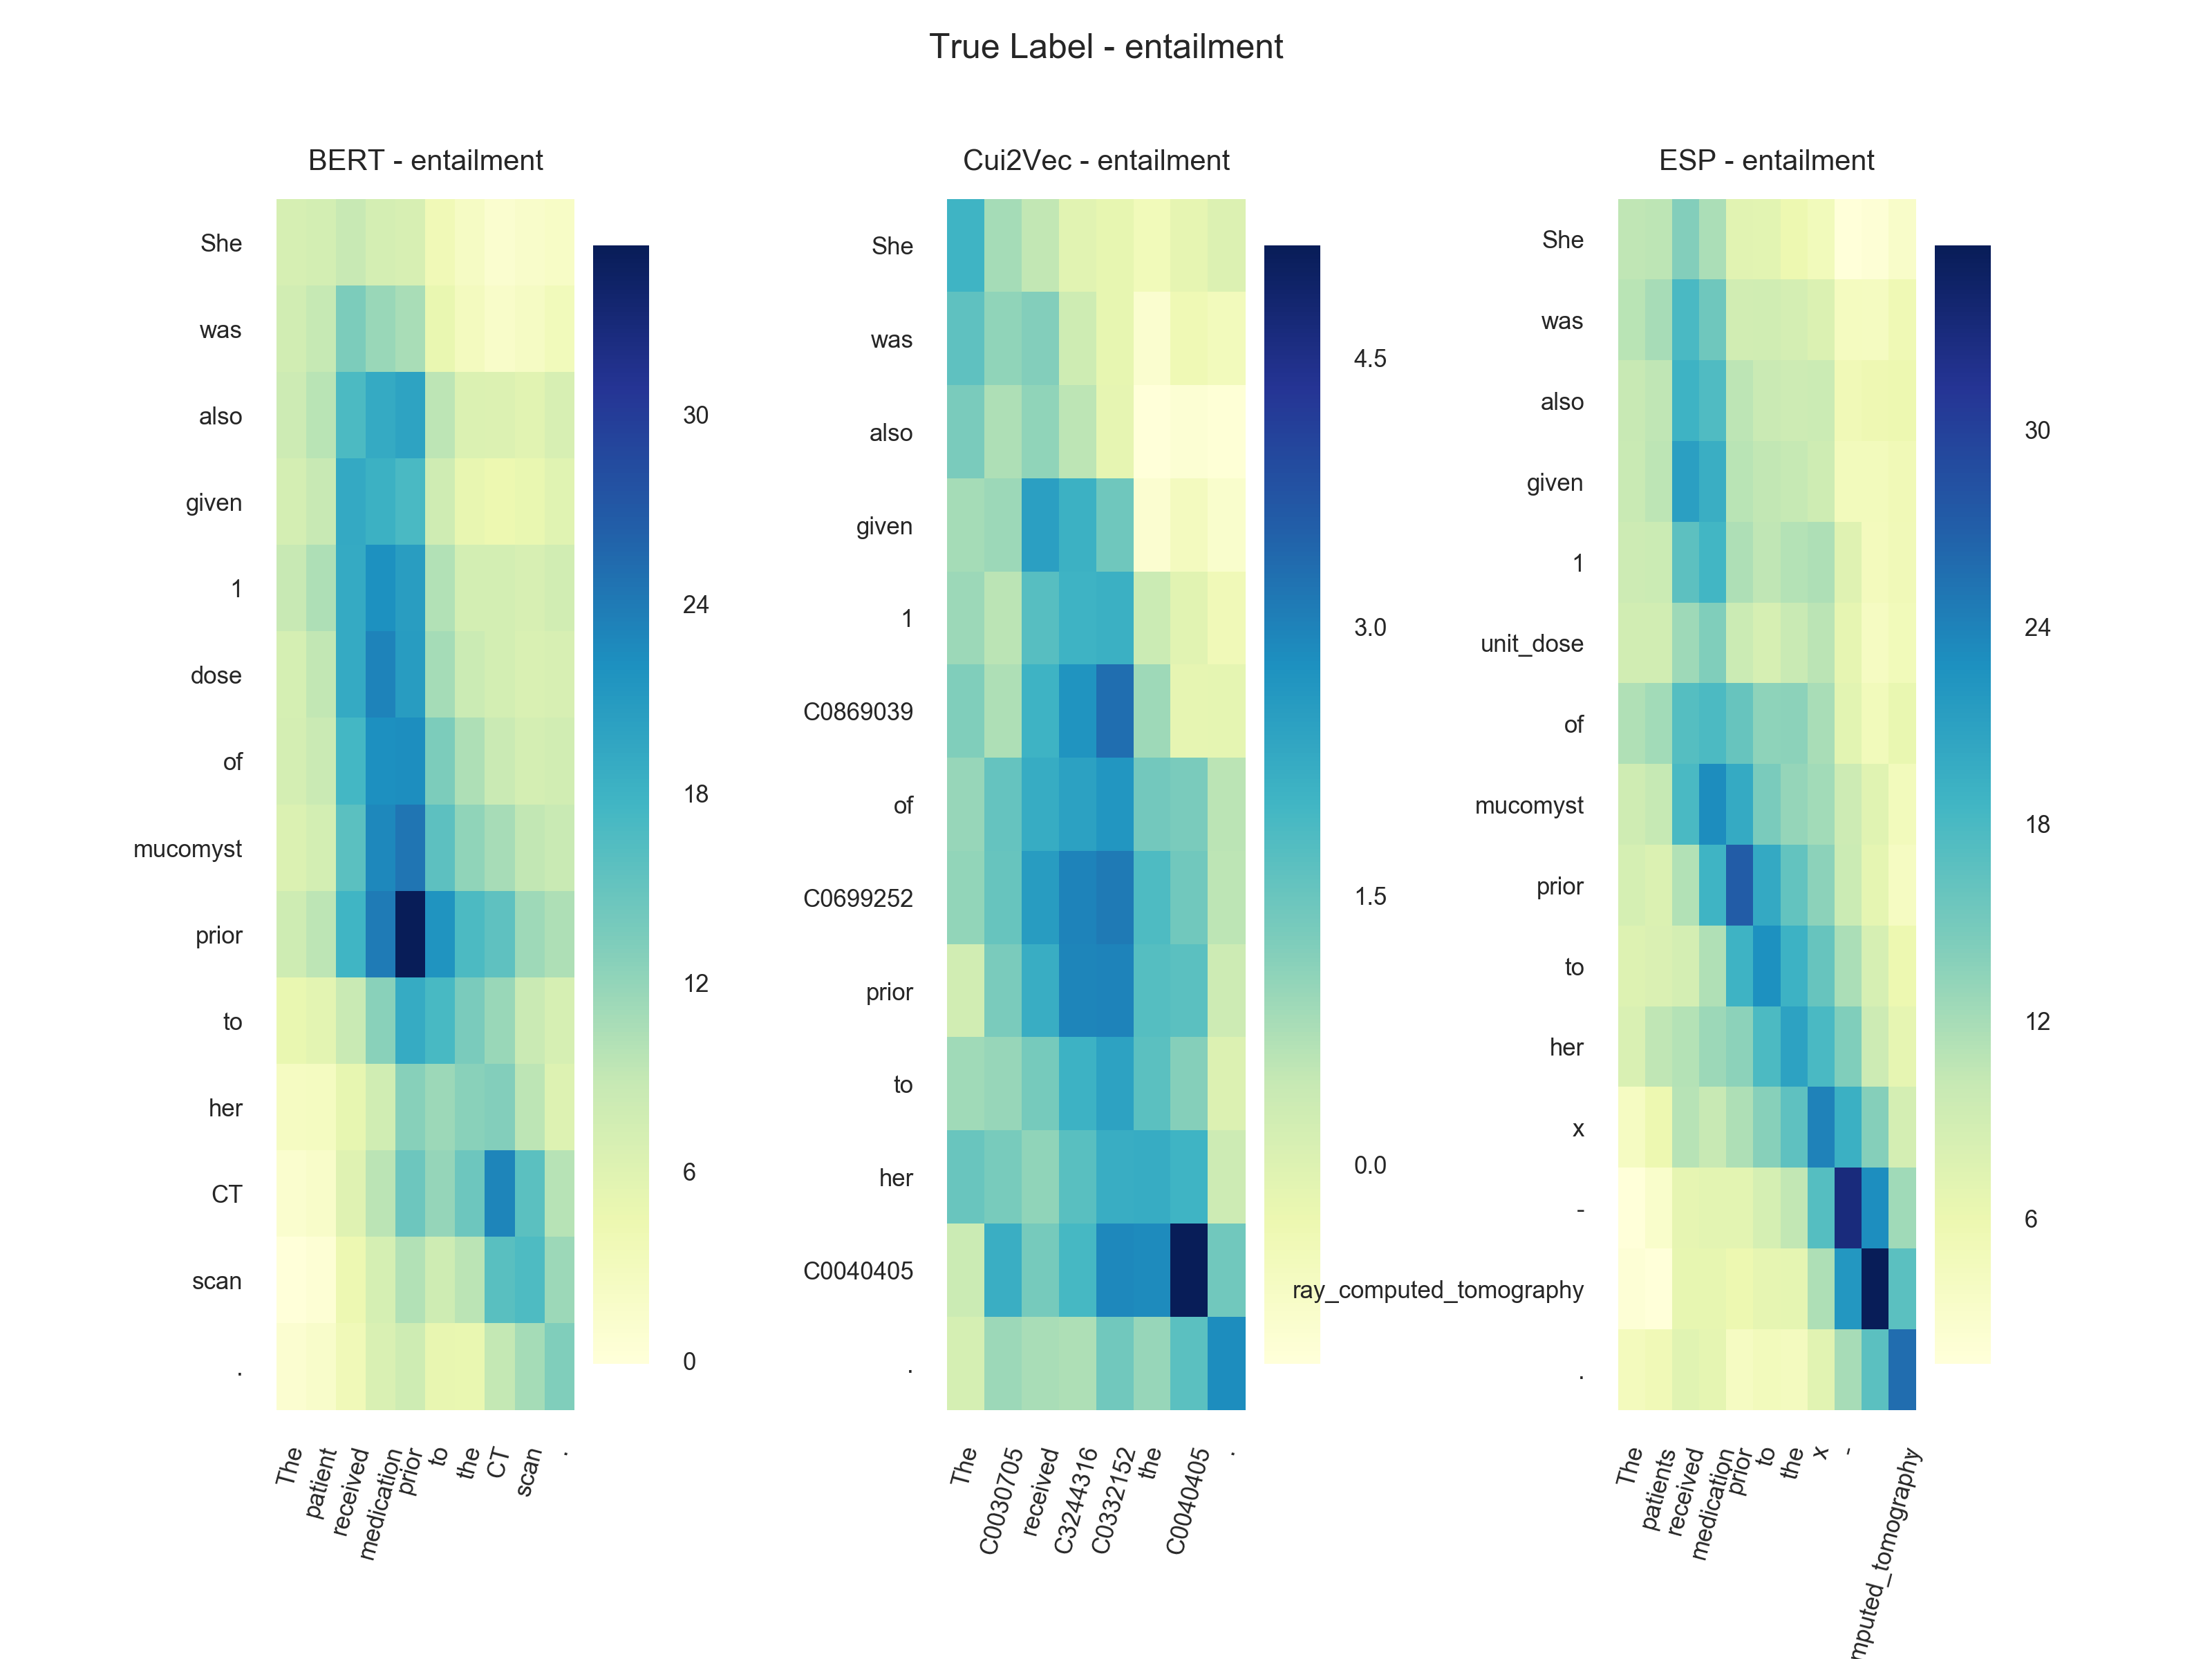 True Label - entailment
BERT - entailment
She
was
also
given
1
dose
of
mucomyst
prior
to
her
CT
scan
.
The
patient
received
medication
prior
to
the
CT
scan
.
30
24
18
12
6
0
Cui2Vec - entailment
She
was
also
given
1
C0869039
of
C0699252
prior
to
her
C0040405
.
The
C0030705
received
C3244316
C0332152
the
C0040405
.
4.5
3.0
1.5
0.0
ESP - entailment
She
was
also
given
1
unit_dose
of
mucomyst
prior
to
her
x
-
ray_computed_tomography
.
The
patients
received
medication
prior
to
the
x
-
mputed_tomography
30
24
18
12
6